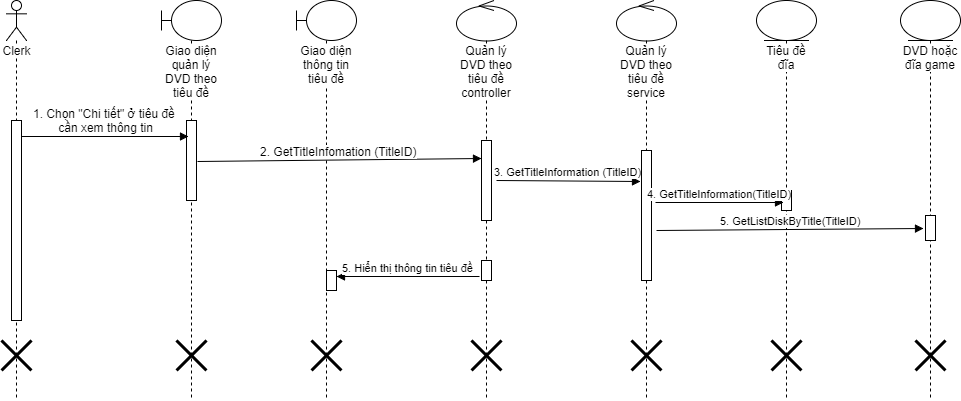 Clerk
Giao diện
quản lý
DVD theo
tiêu đề
Giao diện
thông tin
tiêu đề
Quản lý
DVD theo
tiêu đề
controller
Quản lý
DVD theo
tiêu đề
service
Tiêu đề
đĩa
DVD hoặc
đĩa game
1. Chọn "Chi tiết" ở tiêu đề
cần xem thông tin
2. GetTitleInfomation (TitleID)
3. GetTitleInformation (TitleID)
4. GetTitleInformation(TitleID)
5. GetListDiskByTitle(TitleID)
5. Hiển thị thông tin tiêu đề